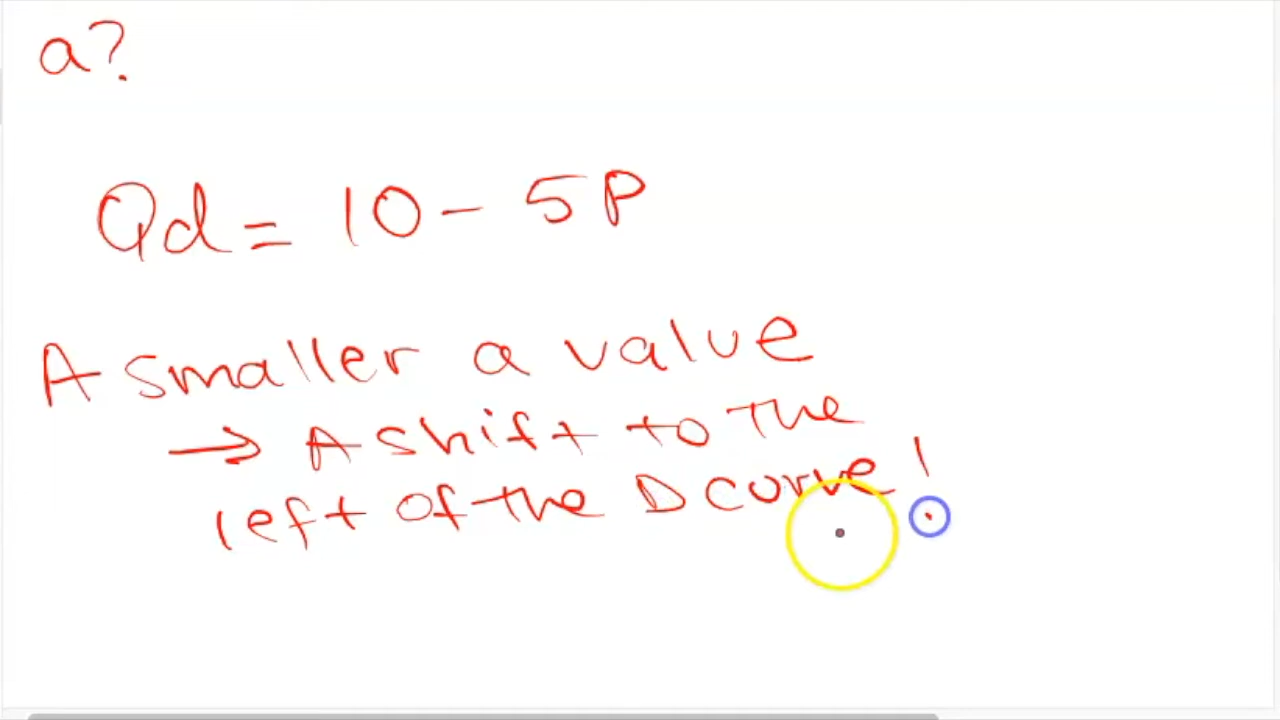 a?
Qd = 10 - 5P
A smaller a value
→ A shift to the
left of the D curve!